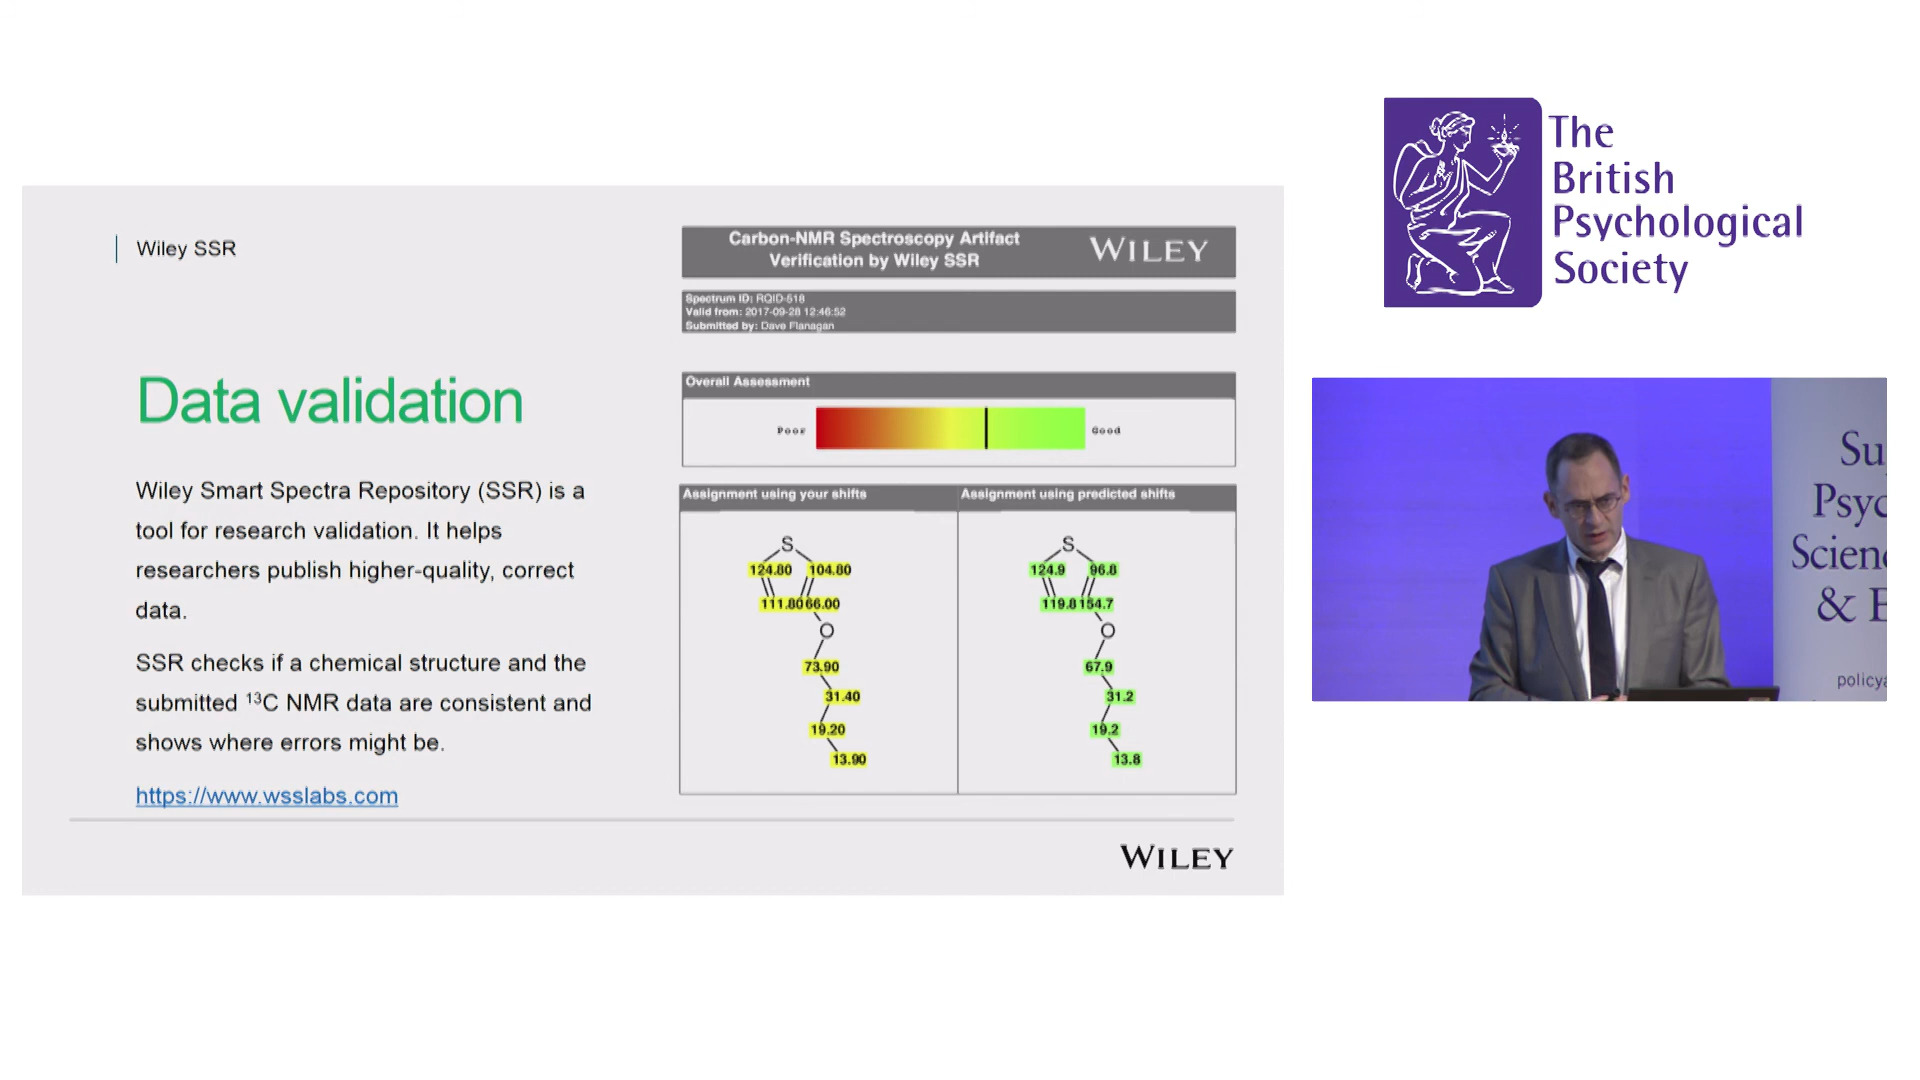 Wiley SSR
Data validation
Wiley Smart Spectra Repository (SSR) is a
tool for research validation. It helps
researchers publish higher-quality, correct
data.
SSR checks if a chemical structure and the
submitted ¹³C NMR data are consistent and
shows where errors might be.
https://www.wsslabs.com
Carbon-NMR Spectroscopy Artifact
Verification by Wiley SSR
WILEY
Spectrum ID: RQID-518
Valid from: 2017-09-28 12:46:52
Submitted by: Dave Flanagan
Overall Assessment
Poor
Good
Assignment using your shifts
S
124.80 104.80
111.80 66.00
O
73.90
31.40
19.20
13.90
Assignment using predicted shifts
S
124.9 96.8
119.8 154.7
O
67.9
31.2
19.2
13.8
WILEY
The
British
Psychological
Society
Su
Psyc
Scien
& E
policya